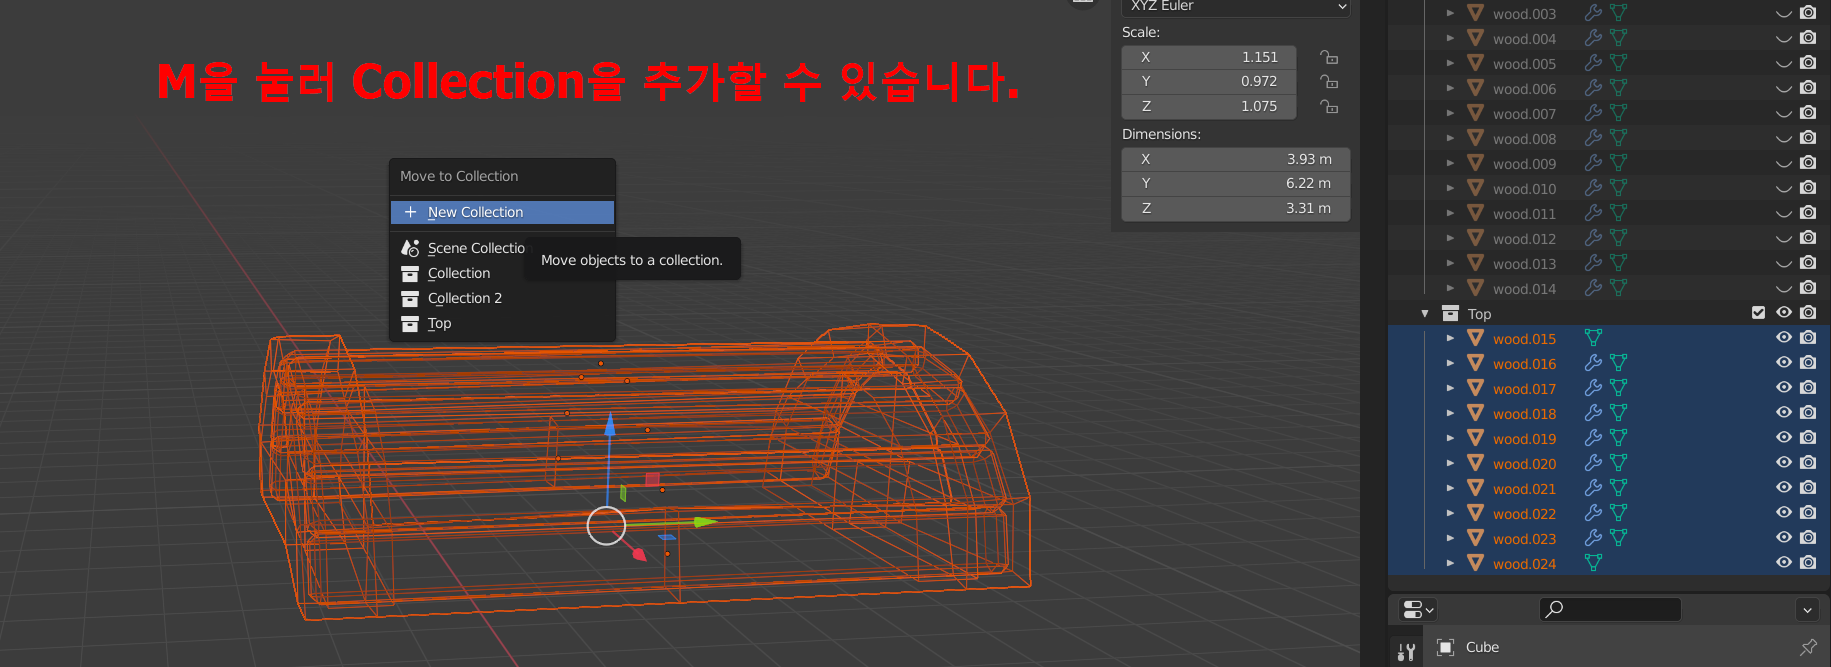 XYZ Euler
Scale:
X 1.151
Y 0.972
Z 1.075
Dimensions:
X 3.93 m
Y 6.22 m
Z 3.31 m
M을 눌러 Collection을 추가할 수 있습니다.
Move to Collection
New Collection
Scene Collectio
Move objects to a collection.
Collection
Collection 2
Top
wood.003
wood.004
wood.005
wood.006
wood.007
wood.008
wood.009
wood.010
wood.011
wood.012
wood.013
wood.014
Top
wood.015
wood.016
wood.017
wood.018
wood.019
wood.020
wood.021
wood.022
wood.023
wood.024
Cube